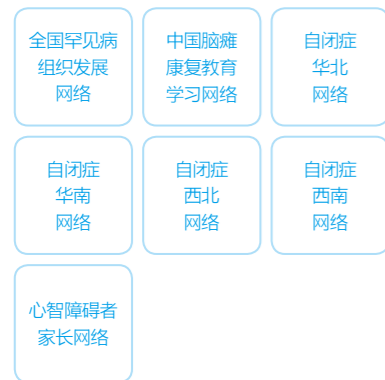 全国罕见病
组织发展
网络
中国脑瘫
康复教育
学习网络
自闭症
华北
网络
自闭症
华南
网络
自闭症
西北
网络
自闭症
西南
网络
心智障碍者
家长网络